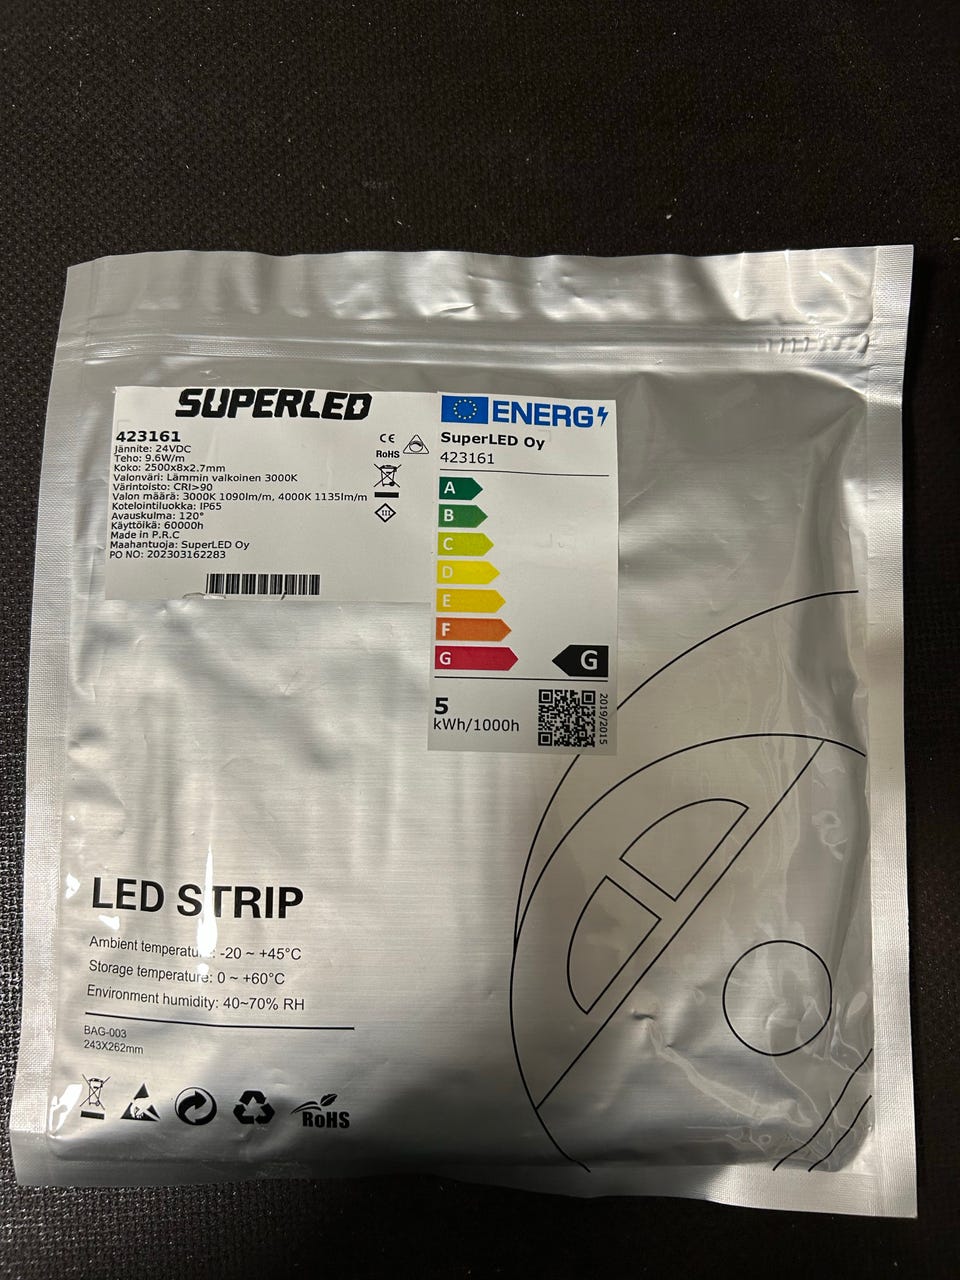 SUPERLED
423161
Jännite: 24VDC
Teho: 9.6W/m
Koko: 2500x8x2.7mm
Valonväri: Lämmin valkoinen 3000K
Värintoisto: CRI>90
Valon määrä: 3000K 1090lm/m, 4000K 1135lm/m
Kotelointiluokka: IP65
Avauskulma: 120°
Käyttöikä: 60000h
Made in P.R.C
Maahantuoja: SuperLED Oy
PO NO: 202303162283
CE
RoHS
III
ENERG
SuperLED Oy
423161
A
B
C
D
E
F
G
G
5
kWh/1000h
2019/2015
LED STRIP
Ambient temperature: -20 ~ +45°C
Storage temperature: 0 ~ +60°C
Environment humidity: 40~70% RH
BAG-003
243X262mm
RoHS